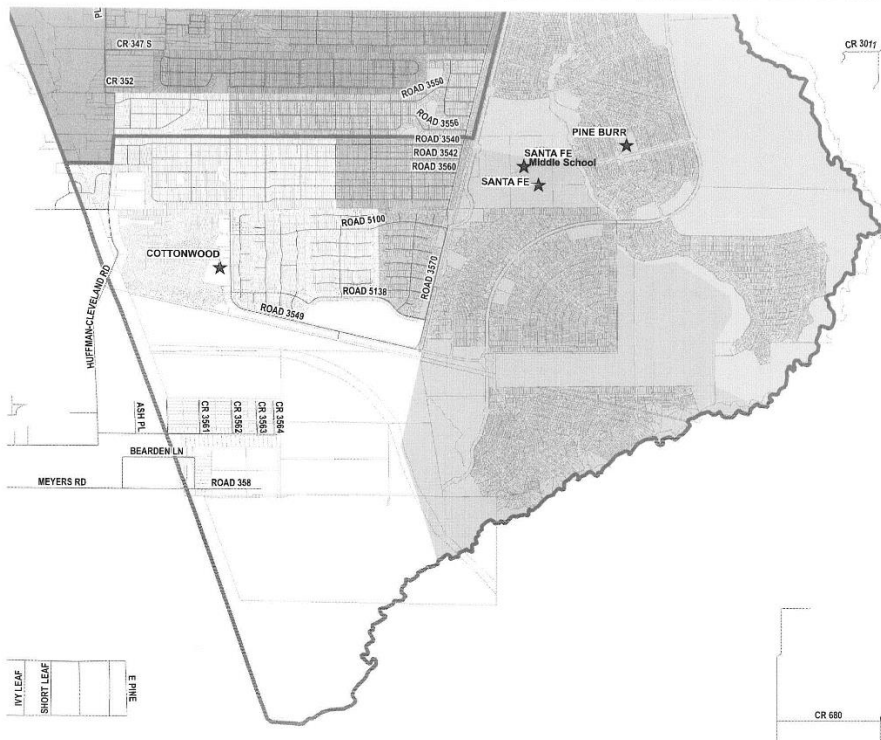 PL
CR 347 S
CR 3011
CR 352
ROAD 3550
ROAD 3556
PINE BURR
ROAD 3540
ROAD 3542
ROAD 3560
SANTA FE
Middle School
SANTA FE
ROAD 5100
COTTONWOOD
ROAD 3570
ROAD 5138
ROAD 3549
HUFFMAN-CLEVELAND RD
ASH PL
CR 3561
CR 3562
CR 3563
CR 3564
BEARDEN LN
MEYERS RD
ROAD 358
IVY LEAF
SHORT LEAF
E PINE
CR 680